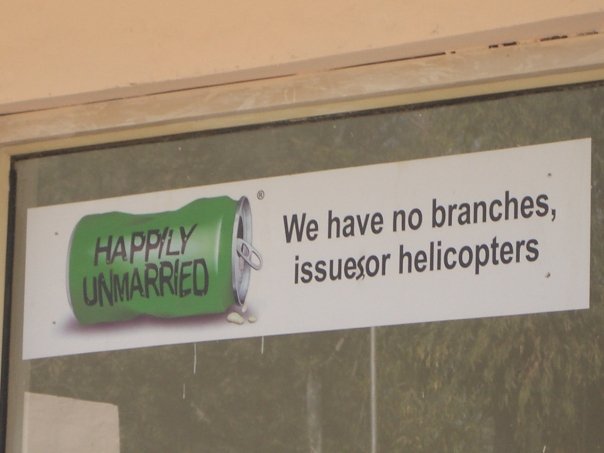 HAPPILY
UNMARRIED
®
We have no branches,
issuesor helicopters